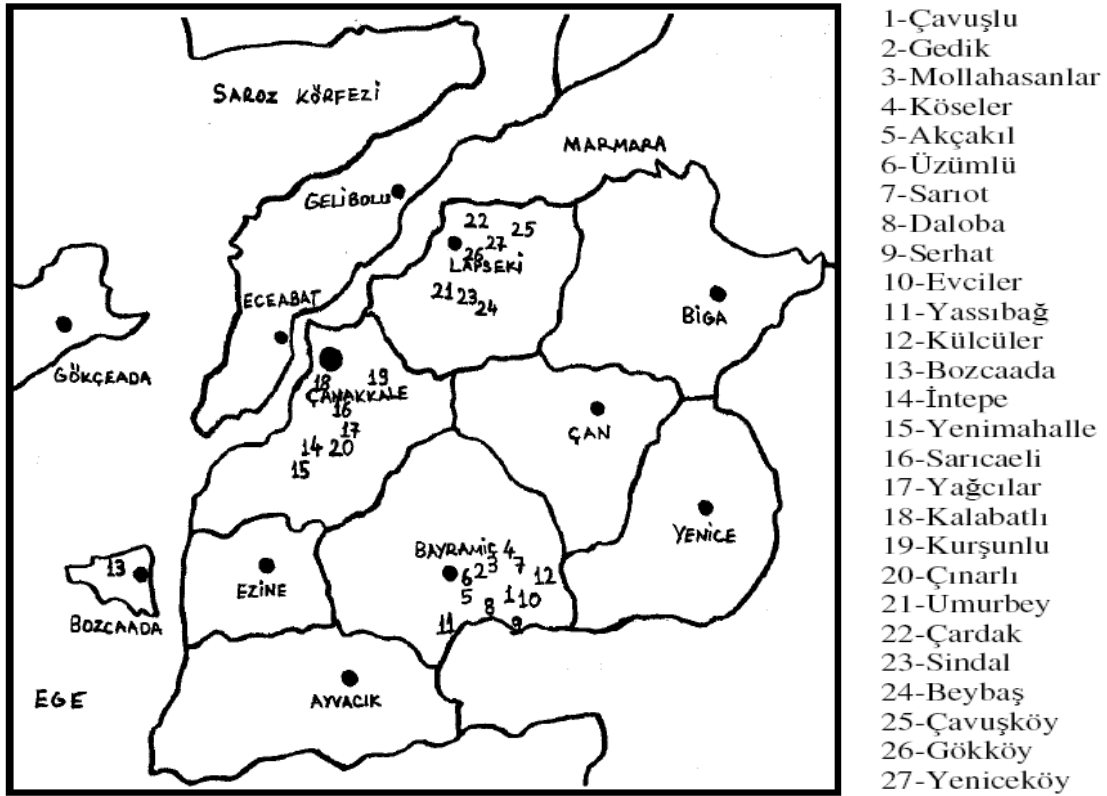 SAROZ KÖRFEZİ
MARMARA
GELİBOLU
22
25
27
26
LAPSEKİ
21 23 24
ECEABAT
BİGA
GÖKÇEADA
18
19
ÇANAKKALE
16
17
14 20
15
ÇAN
YENİCE
BAYRAMİÇ 4
3 7
6 2
12
5
1 10
8
11
9
EZİNE
13
BOZCAADA
EGE
AYVACIK
1-Çavuşlu
2-Gedik
3-Mollahasanlar
4-Köseler
5-Akçakıl
6-Üzümlü
7-Sarıot
8-Daloba
9-Serhat
10-Evciler
11-Yassıbağ
12-Külcüler
13-Bozcaada
14-İntepe
15-Yenimahalle
16-Sarıcaeli
17-Yağcılar
18-Kalabatlı
19-Kurşunlu
20-Çınarlı
21-Umurbey
22-Çardak
23-Sindal
24-Beybaş
25-Çavuşköy
26-Gökköy
27-Yeniceköy